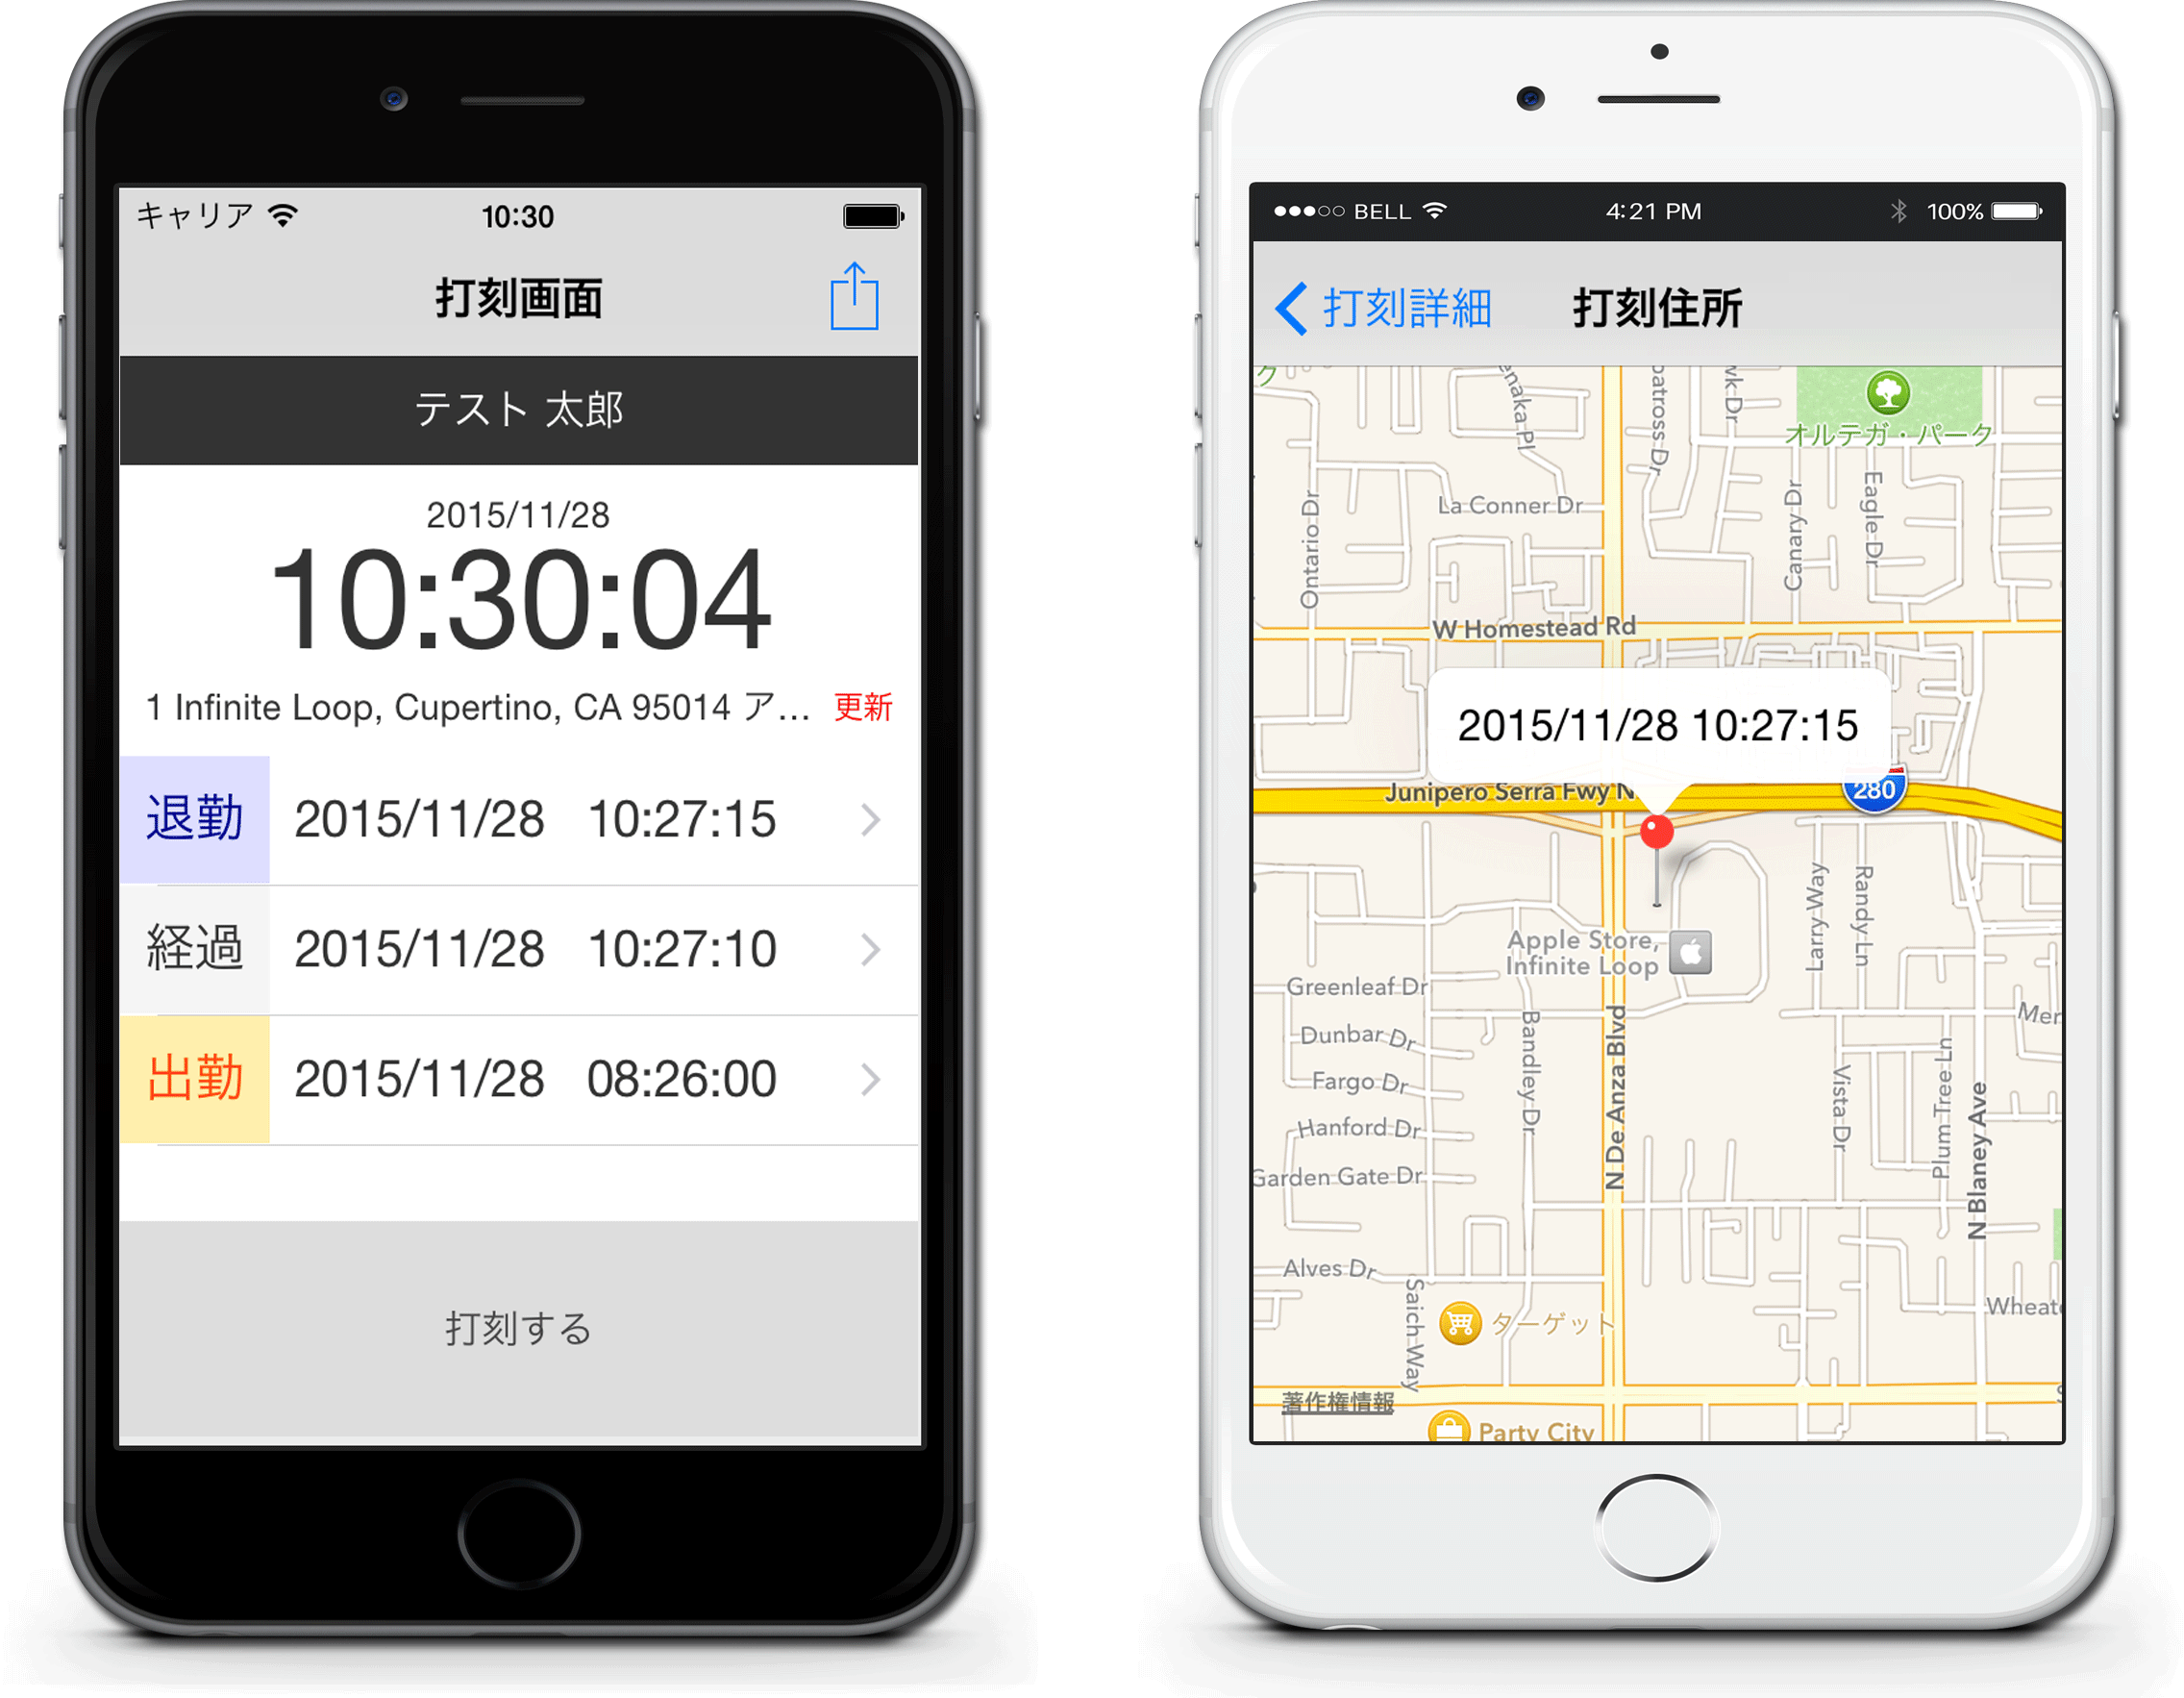 キャリア 10:30
打刻画面
テスト 太郎
2015/11/28
10:30:04
1 Infinite Loop, Cupertino, CA 95014 ア... 更新
退勤 2015/11/28 10:27:15
経過 2015/11/28 10:27:10
出勤 2015/11/28 08:26:00
打刻する
BELL 4:21 PM 100%
打刻詳細 打刻住所
ク
enaka Pl
patross Dr
wk Dr
オルテガ・パーク
La Conner Dr
Ontario Dr
Canary Dr
Eagle Dr
W Homestead Rd
2015/11/28 10:27:15
Junipero Serra Fwy N
280
Larry Way
Randy Ln
Apple Store,
Infinite Loop
Greenleaf Dr
Dunbar Dr
Fargo Dr
Hanford Dr
Garden Gate Dr
Bandley Dr
N De Anza Blvd
Mer
Vista Dr
Plum Tree Ln
N Blaney Ave
Alves Dr
Saich Way
ターゲット
Wheat
著作権情報
Party City